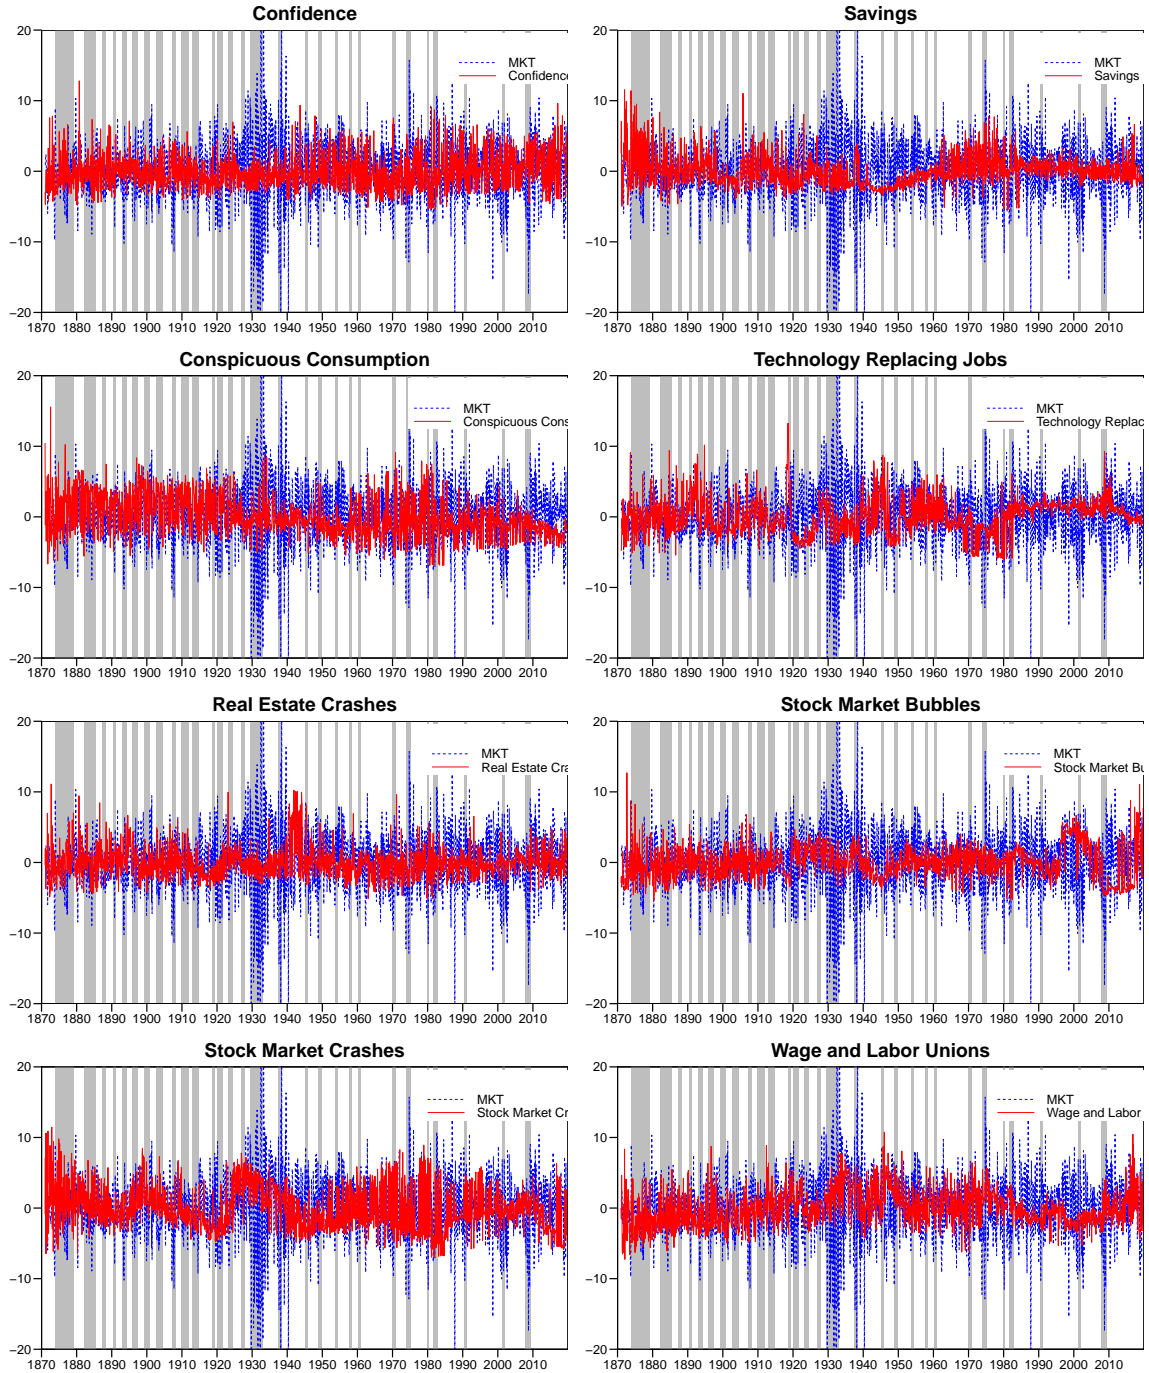 Confidence
20
10
0
−10
−20
MKT
Confidence
1870 1880 1890 1900 1910 1920 1930 1940 1950 1960 1970 1980 1990 2000 2010
Savings
20
10
0
−10
−20
MKT
Savings
1870 1880 1890 1900 1910 1920 1930 1940 1950 1960 1970 1980 1990 2000 2010
Conspicuous Consumption
20
10
0
−10
−20
MKT
Conspicuous Cons
1870 1880 1890 1900 1910 1920 1930 1940 1950 1960 1970 1980 1990 2000 2010
Technology Replacing Jobs
20
10
0
−10
−20
MKT
Technology Replac
1870 1880 1890 1900 1910 1920 1930 1940 1950 1960 1970 1980 1990 2000 2010
Real Estate Crashes
20
10
0
−10
−20
MKT
Real Estate Cra
1870 1880 1890 1900 1910 1920 1930 1940 1950 1960 1970 1980 1990 2000 2010
Stock Market Bubbles
20
10
0
−10
−20
MKT
Stock Market Bu
1870 1880 1890 1900 1910 1920 1930 1940 1950 1960 1970 1980 1990 2000 2010
Stock Market Crashes
20
10
0
−10
−20
MKT
Stock Market Cr
1870 1880 1890 1900 1910 1920 1930 1940 1950 1960 1970 1980 1990 2000 2010
Wage and Labor Unions
20
10
0
−10
−20
MKT
Wage and Labor
1870 1880 1890 1900 1910 1920 1930 1940 1950 1960 1970 1980 1990 2000 2010